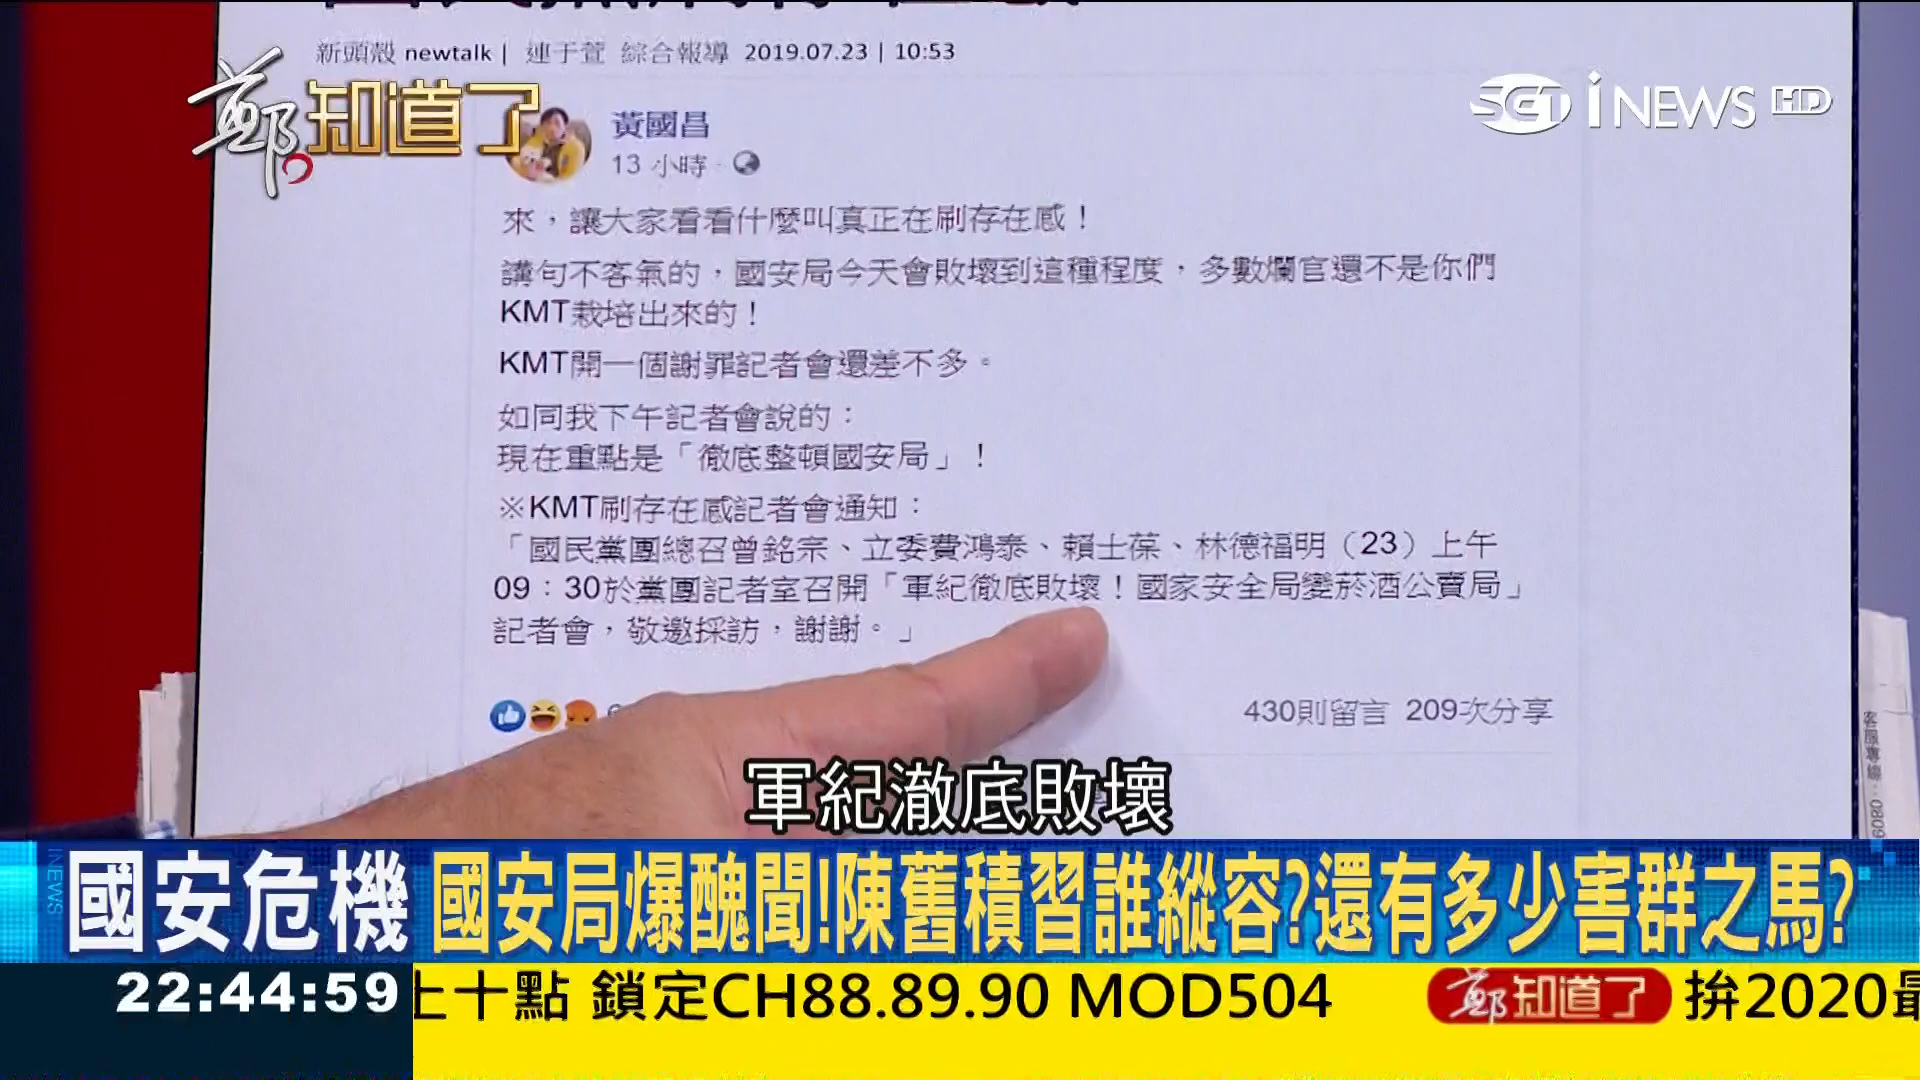 新頭殼 newtalk | 連于萱 綜合報導 2019.07.23 | 10:53
鄭知道了
SET iNEWS HD
黃國昌
13 小時
來，讓大家看看什麼叫真正在刷存在感！
講句不客氣的，國安局今天會敗壞到這種程度，多數爛官還不是你們
KMT栽培出來的！
KMT開一個謝罪記者會還差不多。
如同我下午記者會說的：
現在重點是「徹底整頓國安局」！
※KMT刷存在感記者會通知：
「國民黨團總召曾銘宗、立委費鴻泰、賴士葆、林德福明（23）上午
09：30於黨團記者室召開「軍紀徹底敗壞！國家安全局變菸酒公賣局」
記者會，敬邀採訪，謝謝。」
430則留言 209次分享
客服專線：0809
軍紀澈底敗壞
INEWS
國安危機
國安局爆醜聞!陳舊積習誰縱容?還有多少害群之馬?
22:44:59
上十點 鎖定CH88.89.90 MOD504
鄭知道了
拚2020最